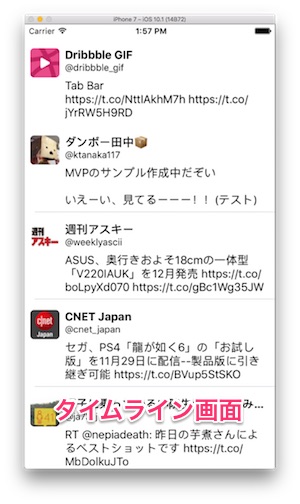 iPhone 7 – iOS 10.1 (14B72)
Carrier
1:57 PM
Dribbble GIF
@dribbble_gif
Tab Bar
https://t.co/NttIAkhM7h https://t.co/
jYrRW5H9RD
ダンボー田中📦
@ktanaka117
MVPのサンプル作成中だぞい
いえーい、見てるーーー！！(テスト)
週刊
アスキー
週刊アスキー
@weeklyascii
ASUS、奥行きおよそ18cmの一体型
「V220IAUK」を12月発売 https://t.co/
boLpyXd070 https://t.co/gBc1Wg35JW
c|net
Japan
CNET Japan
@cnet_japan
セガ、PS4「龍が如く6」の「お試し
版」を11月29日に配信--製品版に引き
継ぎ可能 https://t.co/BVup5StSKO
タイムライン画面
RT @nepiadeath: 昨日の芋煮さんによ
るベストショットです https://t.co/
MbDoIkuJTo